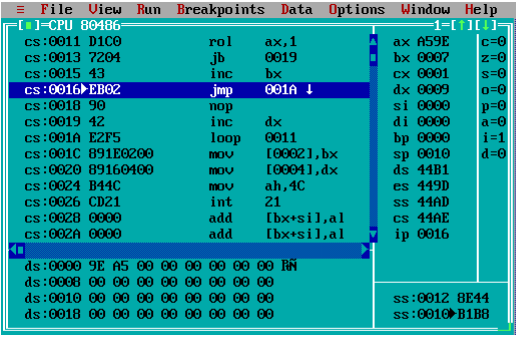 ≡ File View Run Breakpoints Data Options Window Help
[■]=CPU 80486 1=[↑][↓]
cs:0011 D1C0 rol ax,1 ax A59E c=0
cs:0013 7204 jb 0019 bx 0007 z=0
cs:0015 43 inc bx cx 0001 s=0
cs:0016►EB02 jmp 001A ↓ dx 0009 o=0
cs:0018 90 nop si 0000 p=0
cs:0019 42 inc dx di 0000 a=0
cs:001A E2F5 loop 0011 bp 0000 i=1
cs:001C 891E0200 mov [0002],bx sp 0010 d=0
cs:0020 89160400 mov [0004],dx ds 44B1
cs:0024 B44C mov ah,4C es 449D
cs:0026 CD21 int 21 ss 44AD
cs:0028 0000 add [bx+si],al cs 44AE
cs:002A 0000 add [bx+si],al ip 0016
ds:0000 9E A5 00 00 00 00 00 00 ₧Ñ
ds:0008 00 00 00 00 00 00 00 00
ds:0010 00 00 00 00 00 00 00 00 ss:0012 8E44
ds:0018 00 00 00 00 00 00 00 00 ss:0010►B1B8